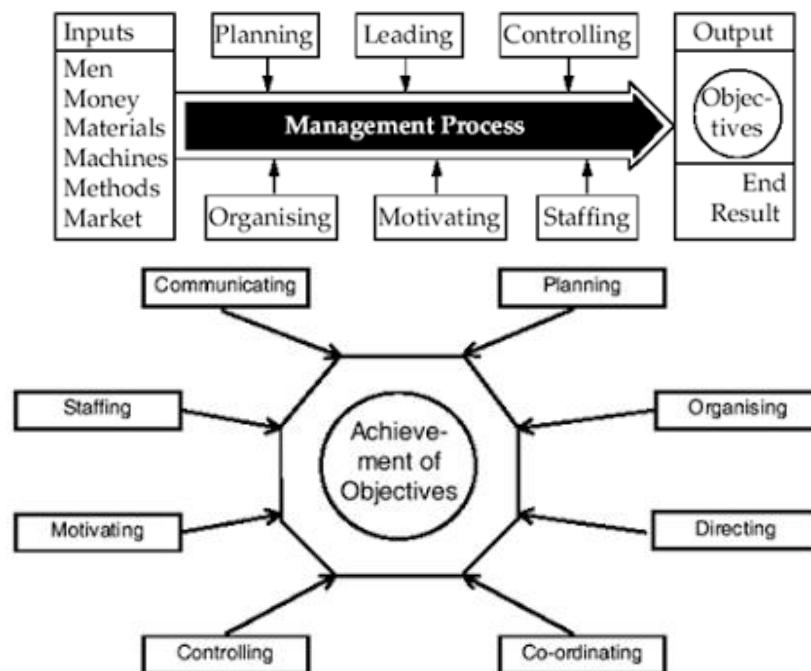 Inputs
Planning
Leading
Controlling
Output
Men
Money
Materials
Machines
Methods
Market
Management Process
Objec-
tives
Organising
Motivating
Staffing
End
Result
Communicating
Planning
Staffing
Organising
Achieve-
ment of
Objectives
Motivating
Directing
Controlling
Co-ordinating